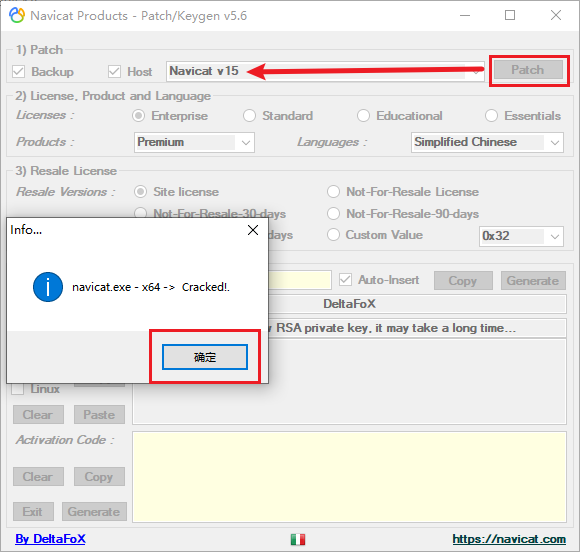 Navicat Products - Patch/Keygen v5.6
1) Patch
Backup Host Navicat v15 Patch
2) License, Product and Language
Licenses : Enterprise Standard Educational Essentials
Products : Premium Languages : Simplified Chinese
3) Resale License
Resale Versions : Site license Not-For-Resale License
Not-For-Resale-30-days Not-For-Resale-90-days
days Custom Value 0x32
Info...
navicat.exe - x64 -> Cracked!.
确定
Auto-Insert Copy Generate
DeltaFoX
RSA private key, it may take a long time...
Linux
Clear Paste
Activation Code :
Clear Copy
Exit Generate
By DeltaFoX https://navicat.com